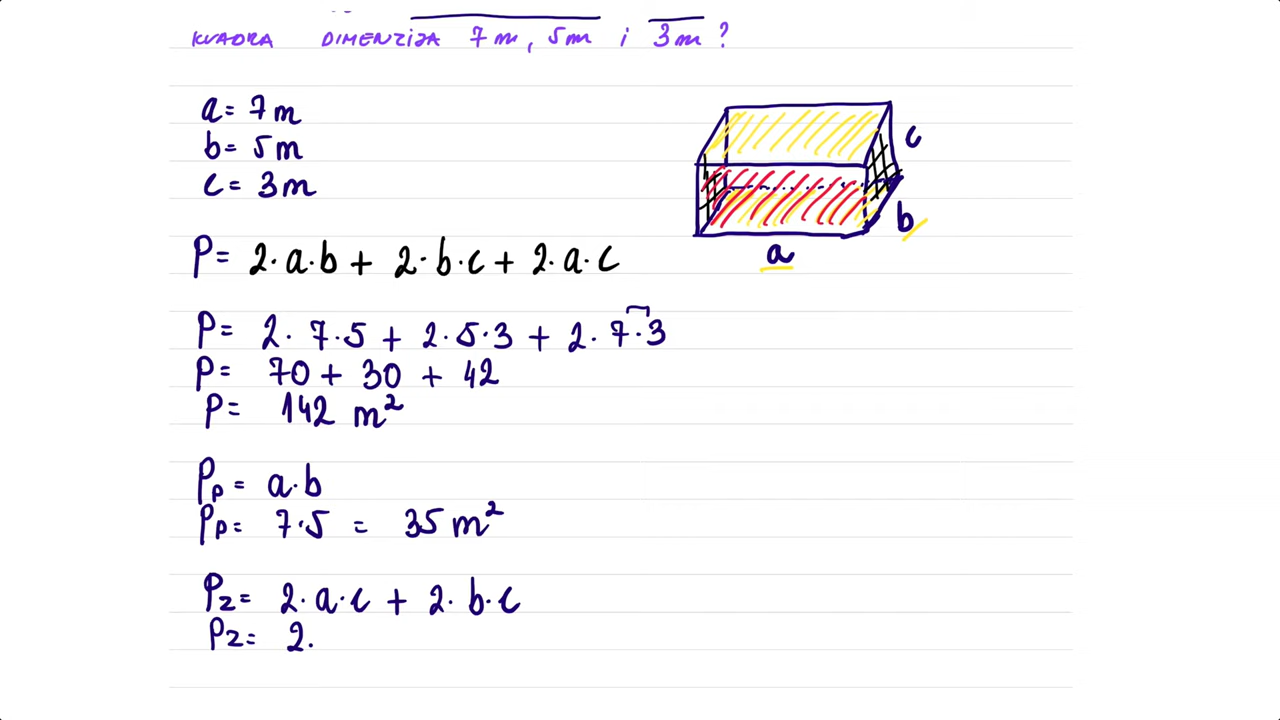 KVADRA DIMENZIJA 7m, 5m i 3m?
a= 7m
b= 5m
c= 3m
c
b
a
P= 2·a·b + 2·b·c + 2·a·c
P= 2·7·5 + 2·5·3 + 2·7·3
P= 70 + 30 + 42
P= 142 m²
Pp= a·b
Pp= 7·5 = 35 m²
Pz= 2·a·c + 2·b·c
Pz= 2·